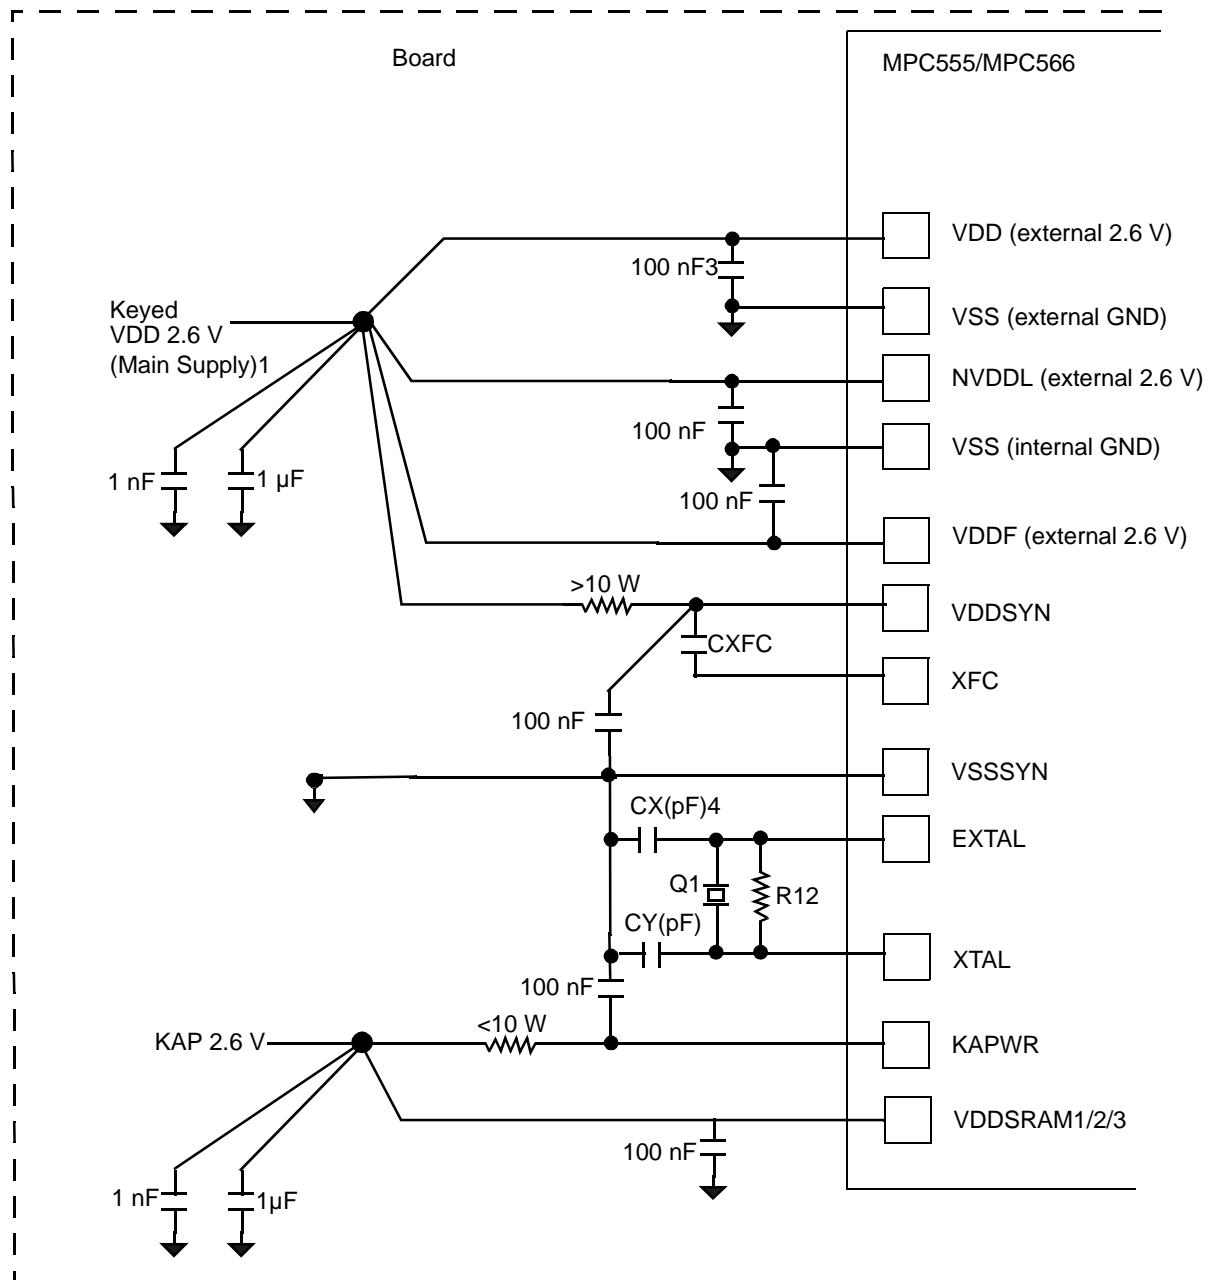 Board
MPC555/MPC566
VDD (external 2.6 V)
100 nF3
Keyed
VDD 2.6 V
(Main Supply)1
VSS (external GND)
NVDDL (external 2.6 V)
100 nF
VSS (internal GND)
1 nF
1 µF
100 nF
VDDF (external 2.6 V)
>10 W
VDDSYN
CXFC
XFC
100 nF
VSSSYN
CX(pF)4
EXTAL
Q1
R12
CY(pF)
XTAL
100 nF
<10 W
KAP 2.6 V
KAPWR
VDDSRAM1/2/3
100 nF
1 nF
1µF